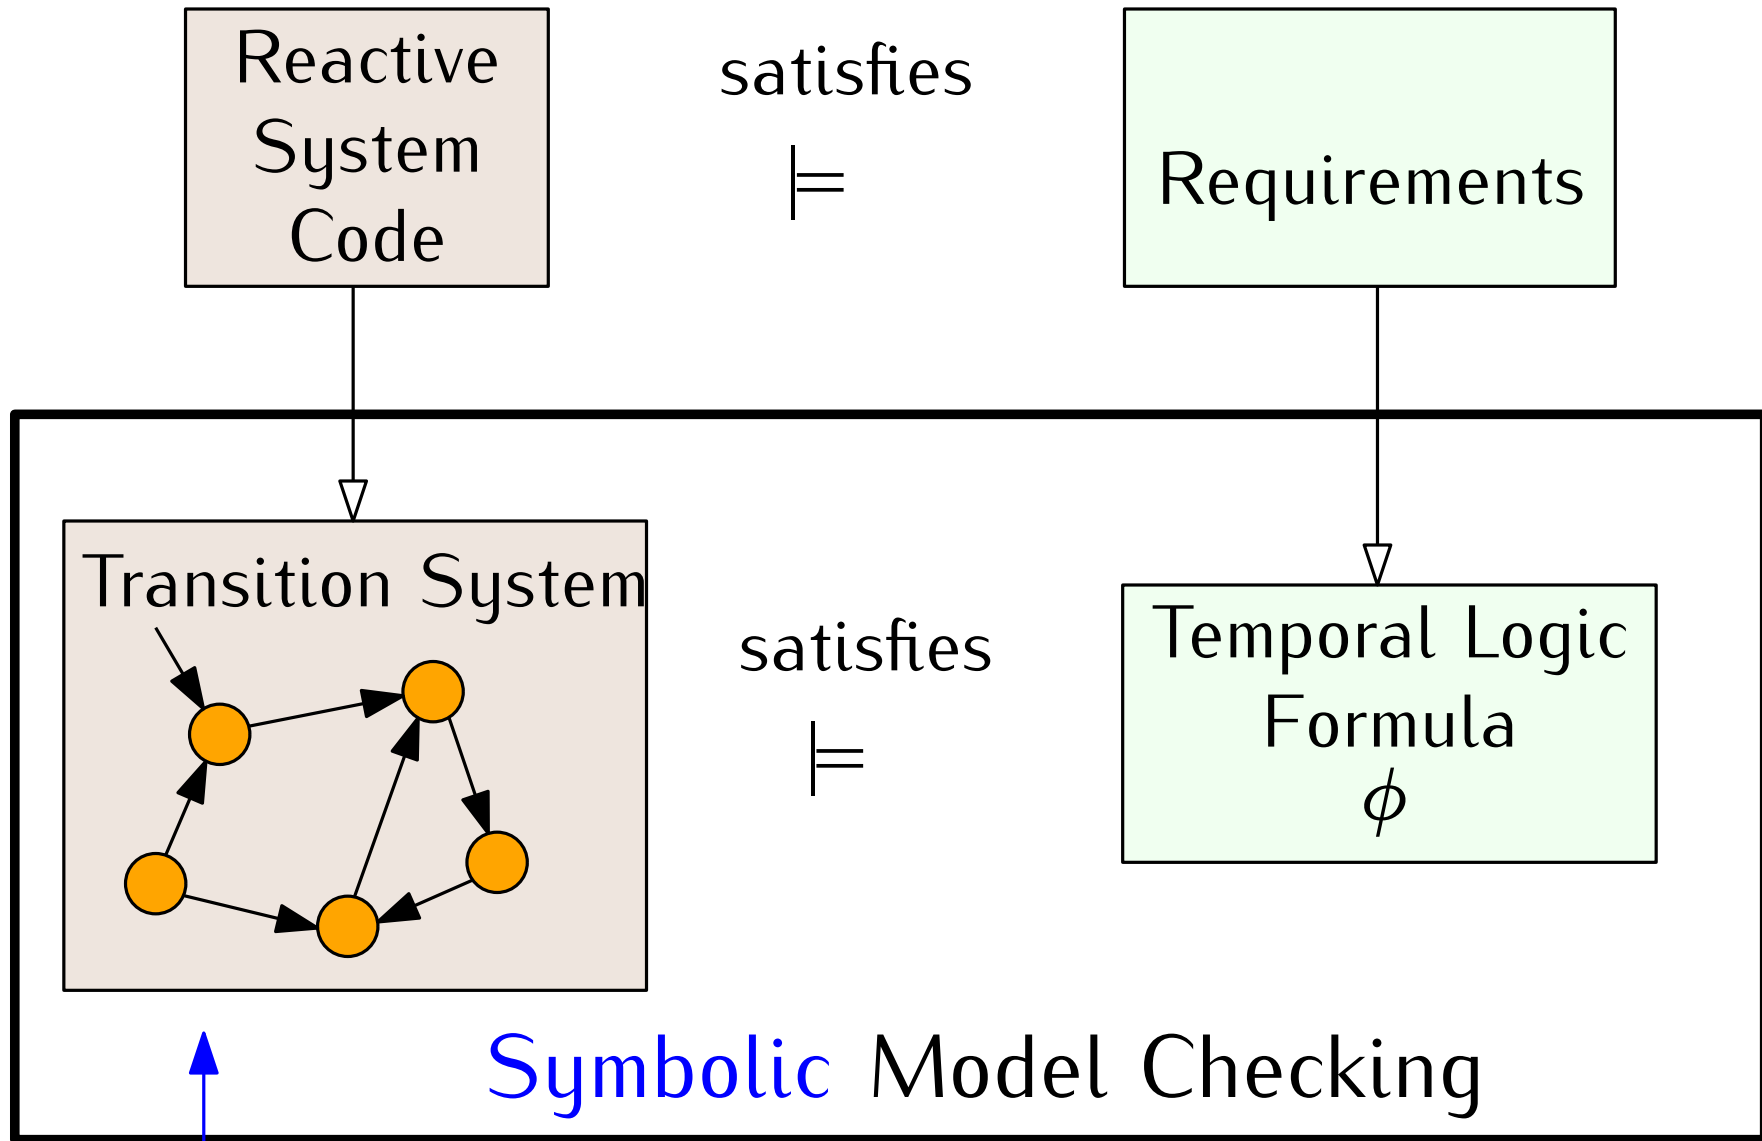 Reactive
System
Code
satisfies
⊨
Requirements
Transition System
satisfies
⊨
Temporal Logic
Formula
ϕ
Symbolic Model Checking